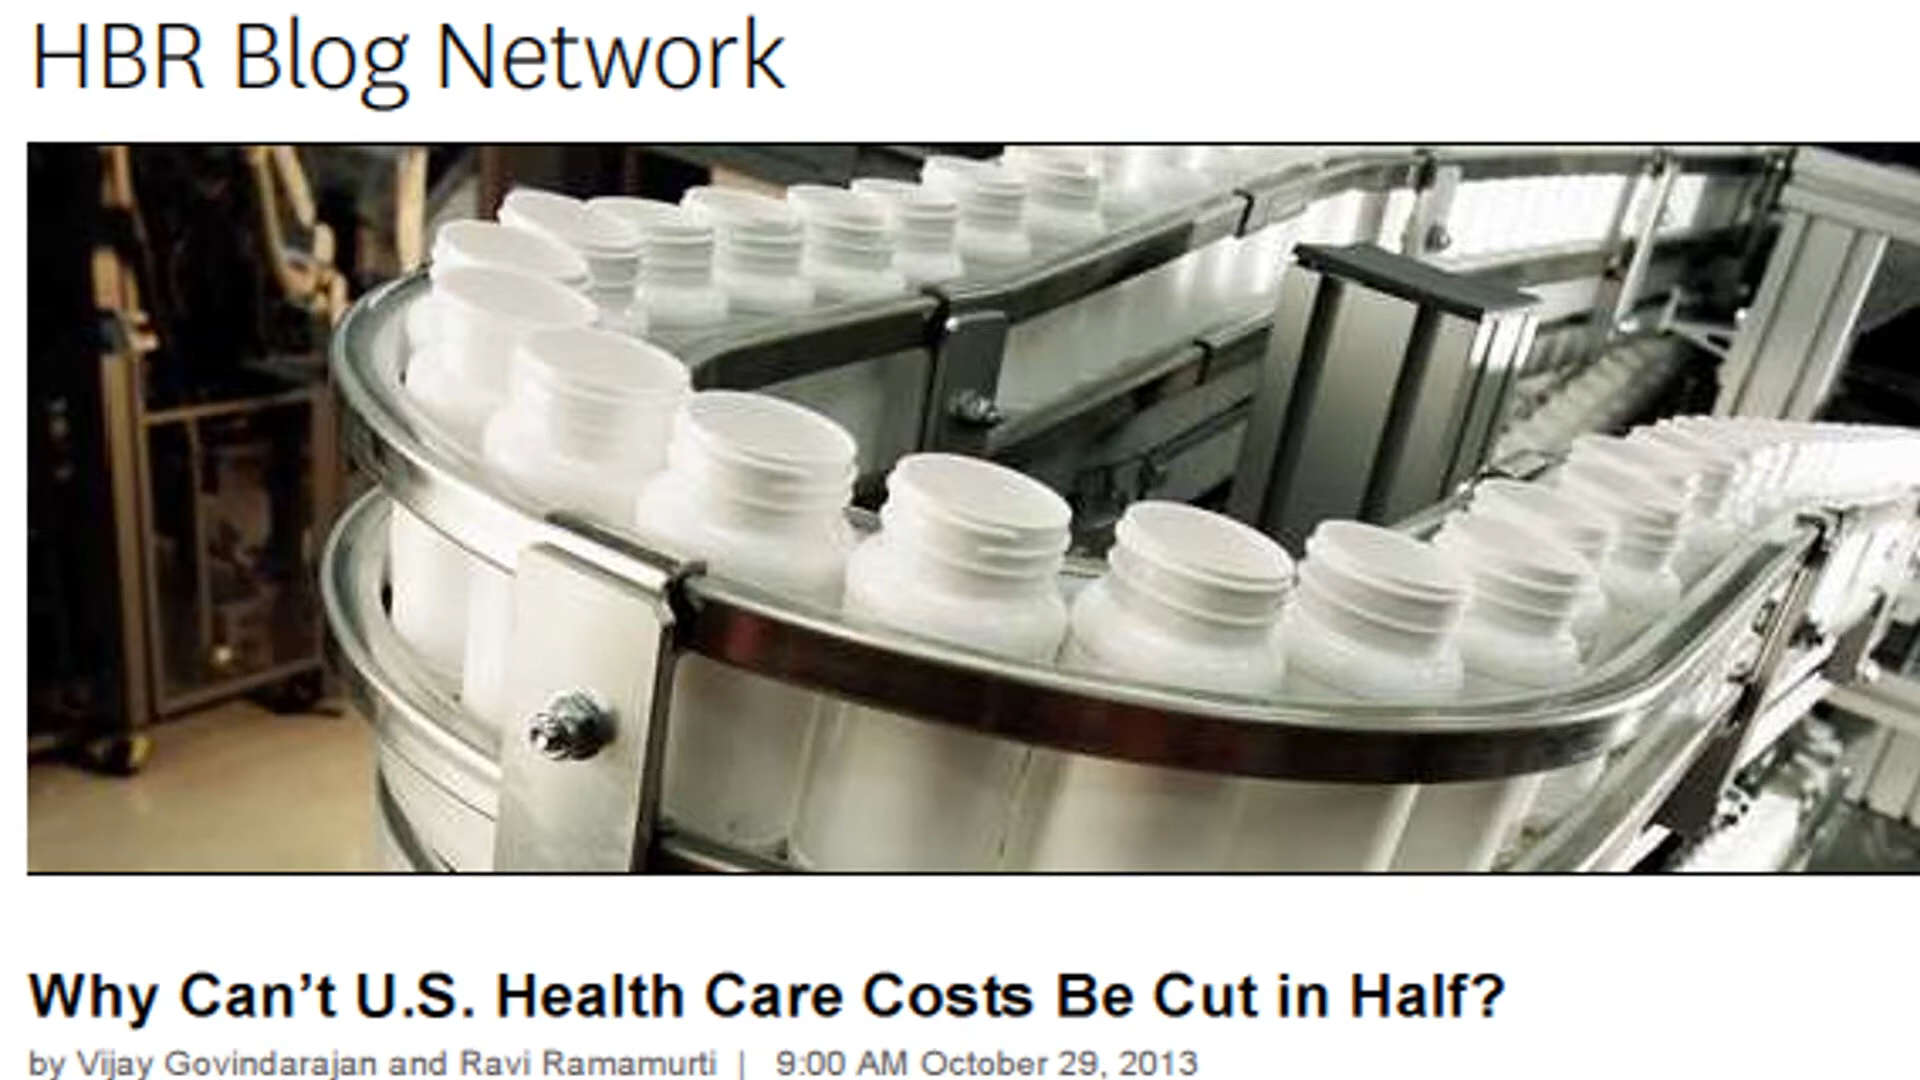 HBR Blog Network
Why Can’t U.S. Health Care Costs Be Cut in Half?
by Vijay Govindarajan and Ravi Ramamurti | 9:00 AM October 29, 2013